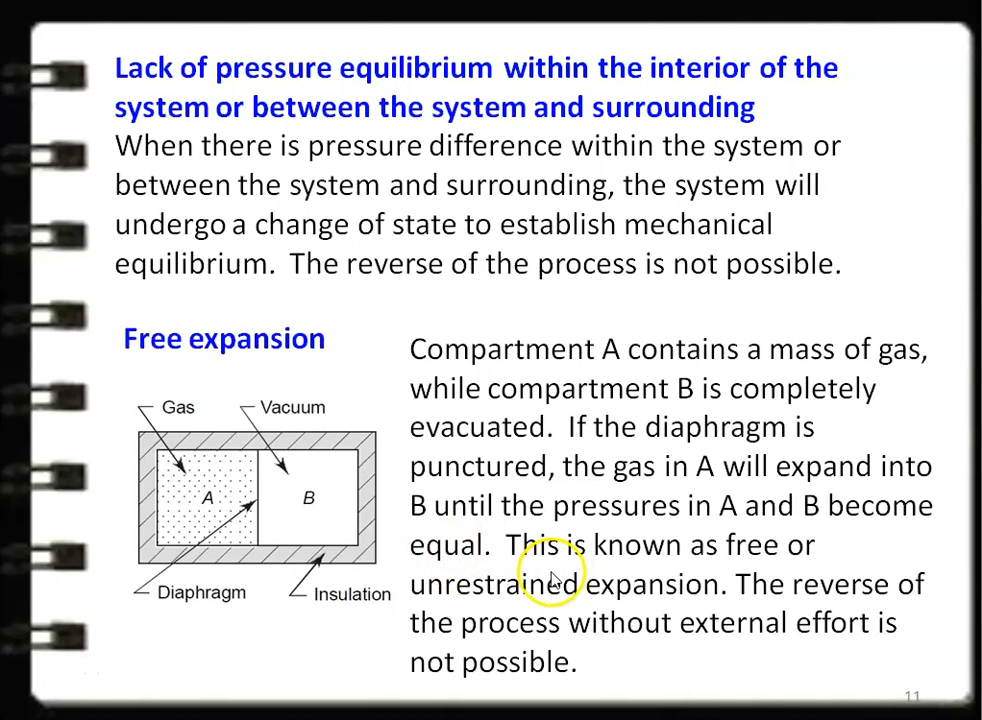 Lack of pressure equilibrium within the interior of the
system or between the system and surrounding
When there is pressure difference within the system or
between the system and surrounding, the system will
undergo a change of state to establish mechanical
equilibrium. The reverse of the process is not possible.
Free expansion
Gas
Vacuum
A
B
Diaphragm
Insulation
Compartment A contains a mass of gas,
while compartment B is completely
evacuated. If the diaphragm is
punctured, the gas in A will expand into
B until the pressures in A and B become
equal. This is known as free or
unrestrained expansion. The reverse of
the process without external effort is
not possible.
11